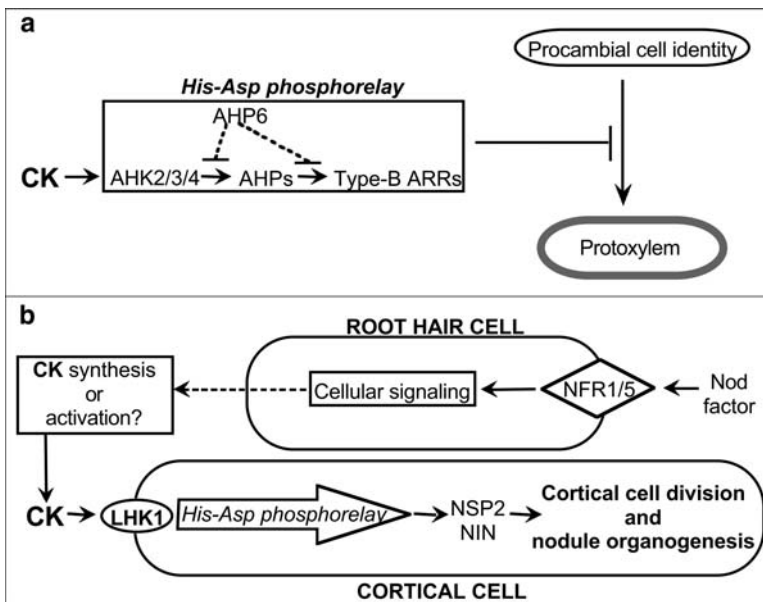 a
Procambial cell identity
His-Asp phosphorelay
AHP6
CK
AHK2/3/4
AHPs
Type-B ARRs
Protoxylem
b
ROOT HAIR CELL
CK synthesis
or
activation?
Cellular signaling
NFR1/5
Nod
factor
CK
LHK1
His-Asp phosphorelay
NSP2
NIN
Cortical cell division
and
nodule organogenesis
CORTICAL CELL